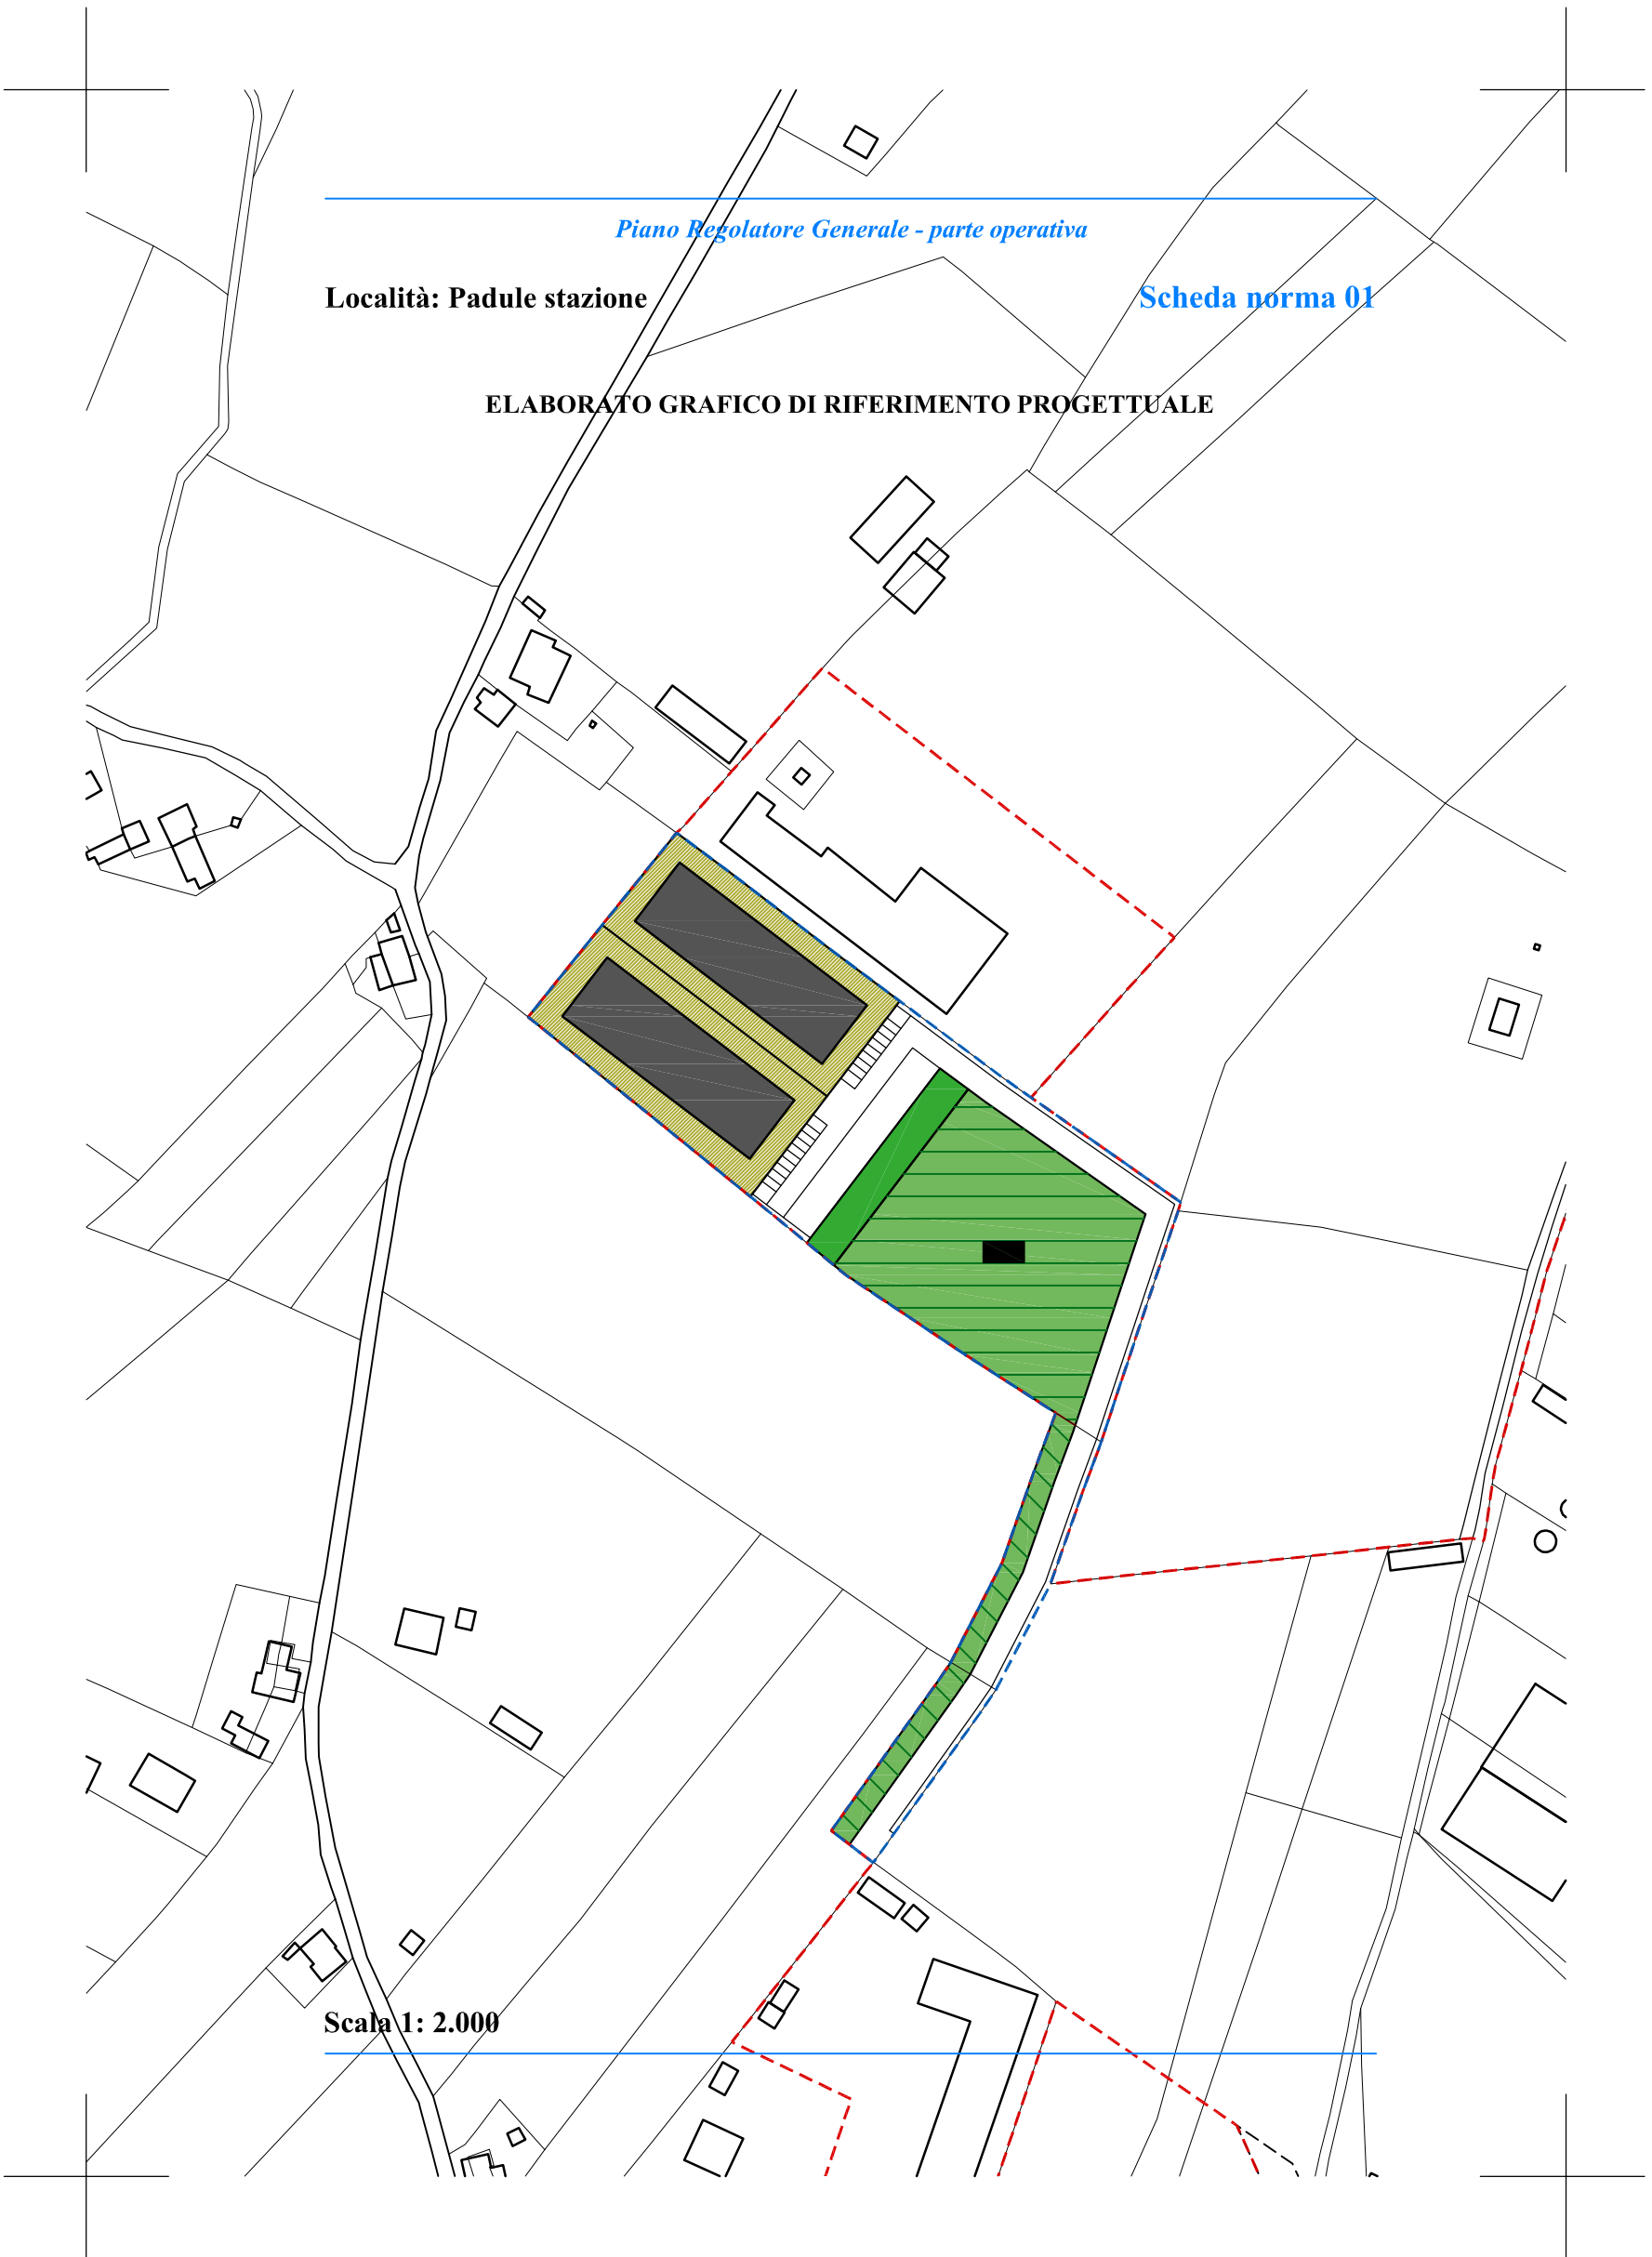 Piano Regolatore Generale - parte operativa
Località: Padule stazione
Scheda norma 01
ELABORATO GRAFICO DI RIFERIMENTO PROGETTUALE
Scala 1: 2.000